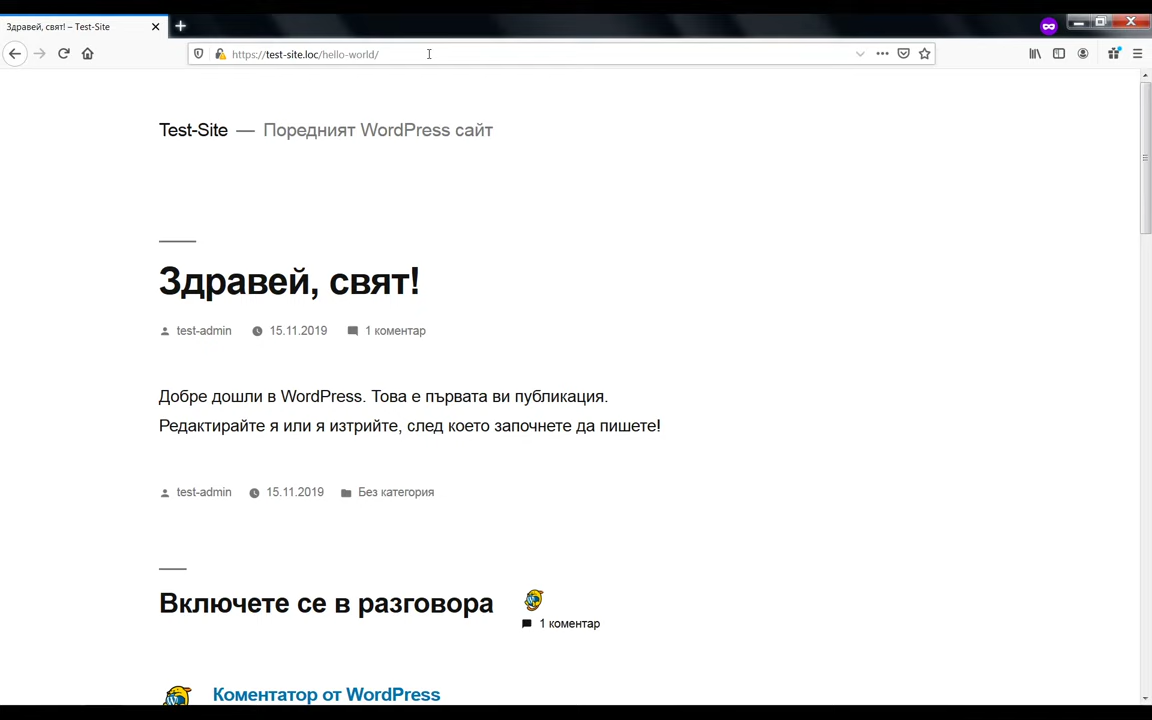 Здравей, свят! – Test-Site
https://test-site.loc/hello-world/
Test-Site — Поредният WordPress сайт
Здравей, свят!
test-admin 15.11.2019 1 коментар
Добре дошли в WordPress. Това е първата ви публикация.
Редактирайте я или я изтрийте, след което започнете да пишете!
test-admin 15.11.2019 Без категория
Включете се в разговора
1 коментар
Коментатор от WordPress